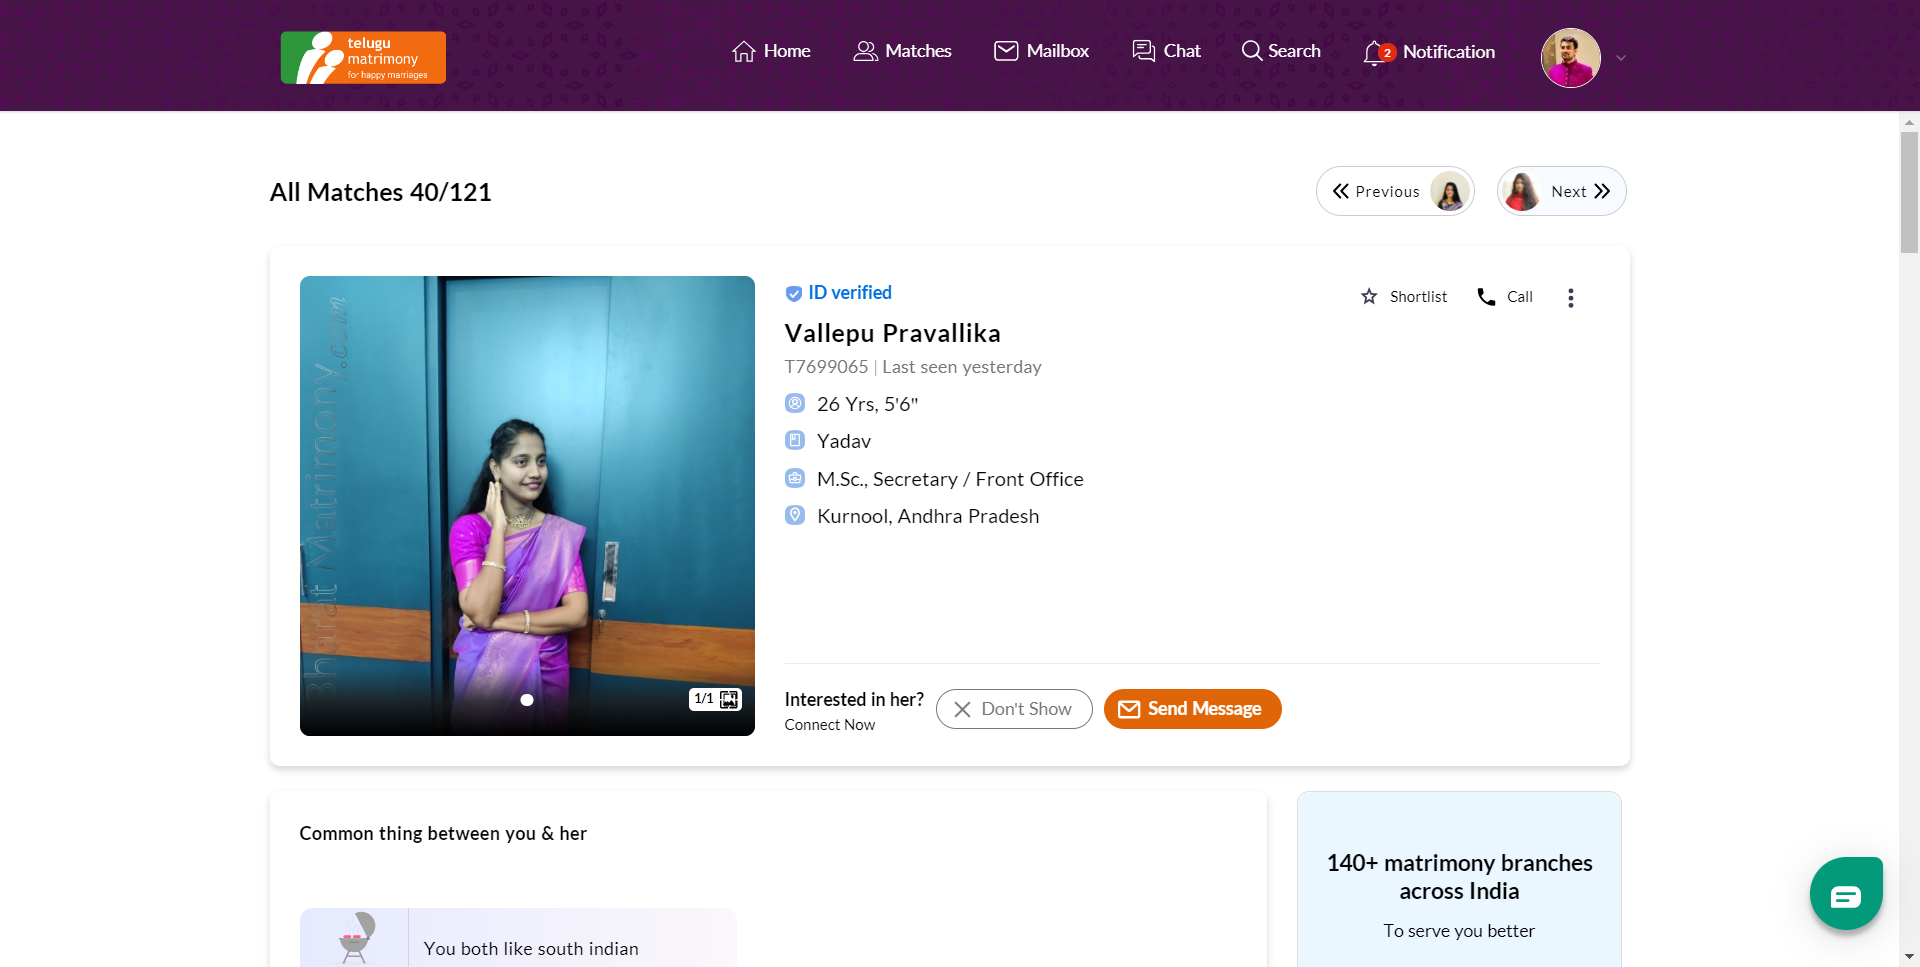 telugu
matrimony
for happy marriages
Home
Matches
Mailbox
Chat
Search
2
Notification
All Matches 40/121
Previous
Next
Bharat Matrimony.com
1/1
ID verified
Shortlist
Call
Vallepu Pravallika
T7699065 | Last seen yesterday
26 Yrs, 5'6"
Yadav
M.Sc., Secretary / Front Office
Kurnool, Andhra Pradesh
Interested in her?
Connect Now
Don't Show
Send Message
Common thing between you & her
You both like south indian
140+ matrimony branches
across India
To serve you better